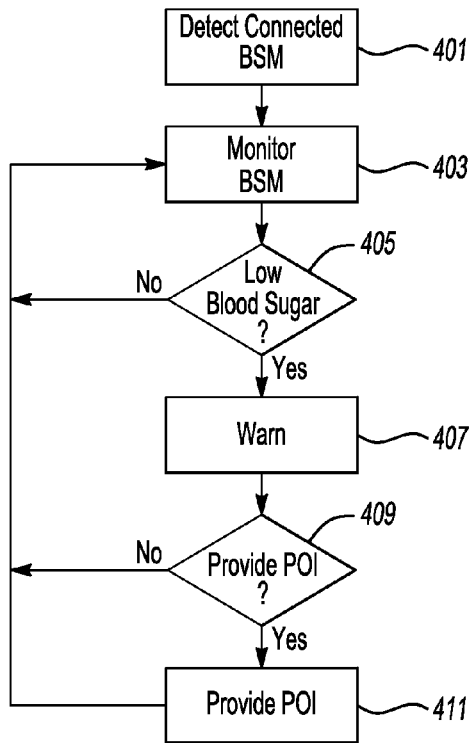 Detect Connected
BSM
401
Monitor
BSM
403
405
Low
Blood Sugar
?
No
Yes
Warn
407
409
Provide POI
?
No
Yes
Provide POI
411